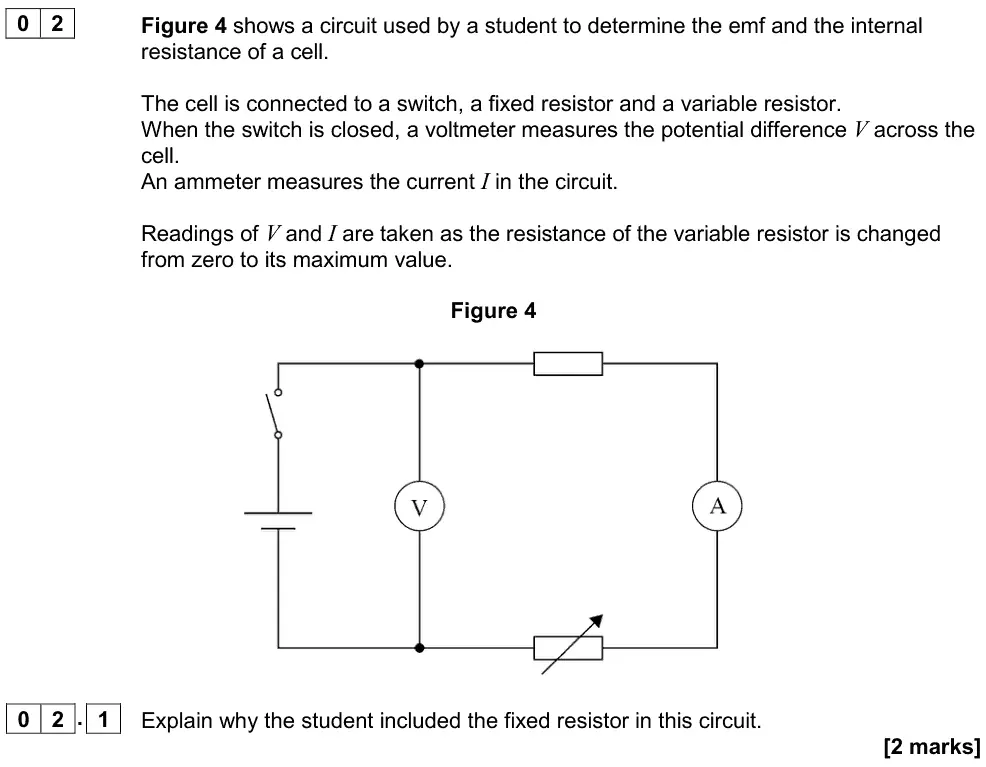 0 2 Figure 4 shows a circuit used by a student to determine the emf and the internal
resistance of a cell.
The cell is connected to a switch, a fixed resistor and a variable resistor.
When the switch is closed, a voltmeter measures the potential difference V across the
cell.
An ammeter measures the current I in the circuit.
Readings of V and I are taken as the resistance of the variable resistor is changed
from zero to its maximum value.
Figure 4
V
A
0 2 . 1 Explain why the student included the fixed resistor in this circuit.
[2 marks]